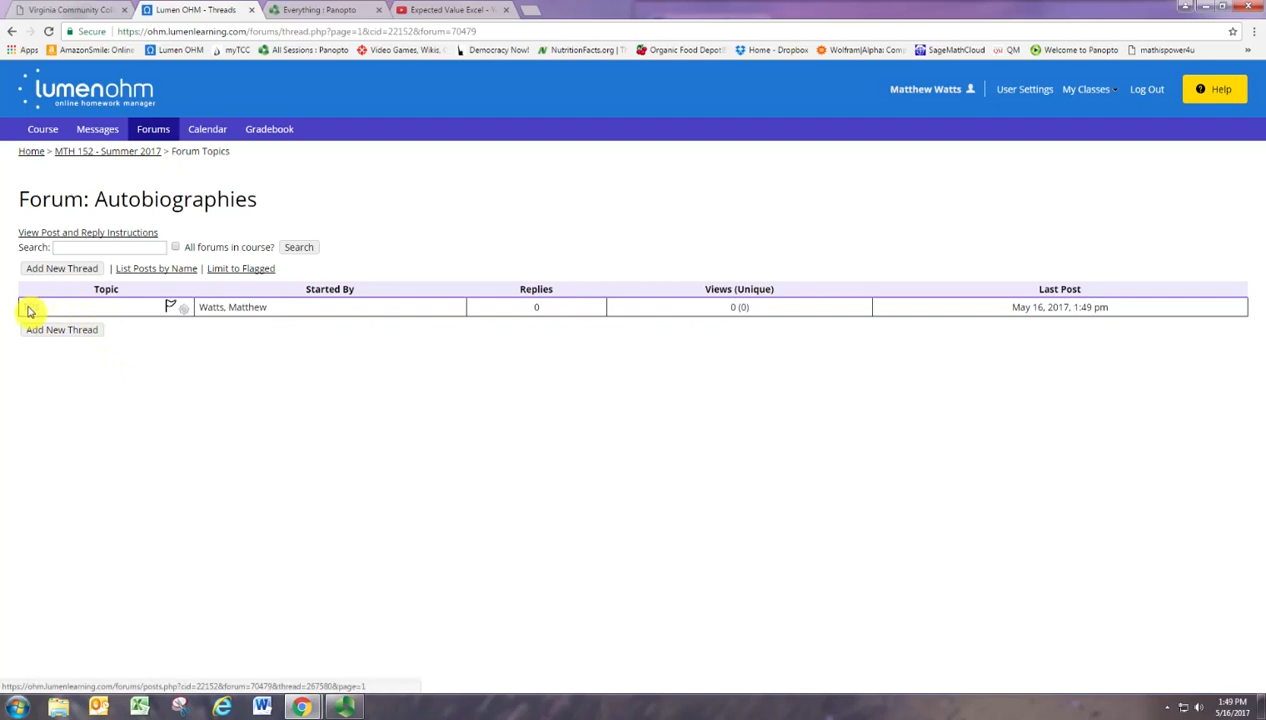 Virginia Community Coll
Lumen OHM - Threads
Everything : Panopto
Expected Value Excel -
Secure
https://ohm.lumenlearning.com/forums/thread.php?page=1&cid=22152&forum=70479
Apps
AmazonSmile: Online
Lumen OHM
myTCC
All Sessions : Panopto
Video Games, Wikis,
Democracy Now!
NutritionFacts.org | T
Organic Food Depot
Home - Dropbox
Wolfram|Alpha: Comp
SageMathCloud
QM
Welcome to Panopto
mathispower4u
»
lumenohm
online homework manager
Matthew Watts
User Settings
My Classes
Log Out
Help
Course
Messages
Forums
Calendar
Gradebook
Home > MTH 152 - Summer 2017 > Forum Topics
Forum: Autobiographies
View Post and Reply Instructions
Search:
All forums in course?
Search
Add New Thread | List Posts by Name | Limit to Flagged
Topic Started By Replies Views (Unique) Last Post
Watts, Matthew 0 0 (0) May 16, 2017, 1:49 pm
Add New Thread
https://ohm.lumenlearning.com/forums/posts.php?cid=22152&forum=70479&thread=267580&page=1
1:49 PM
5/16/2017